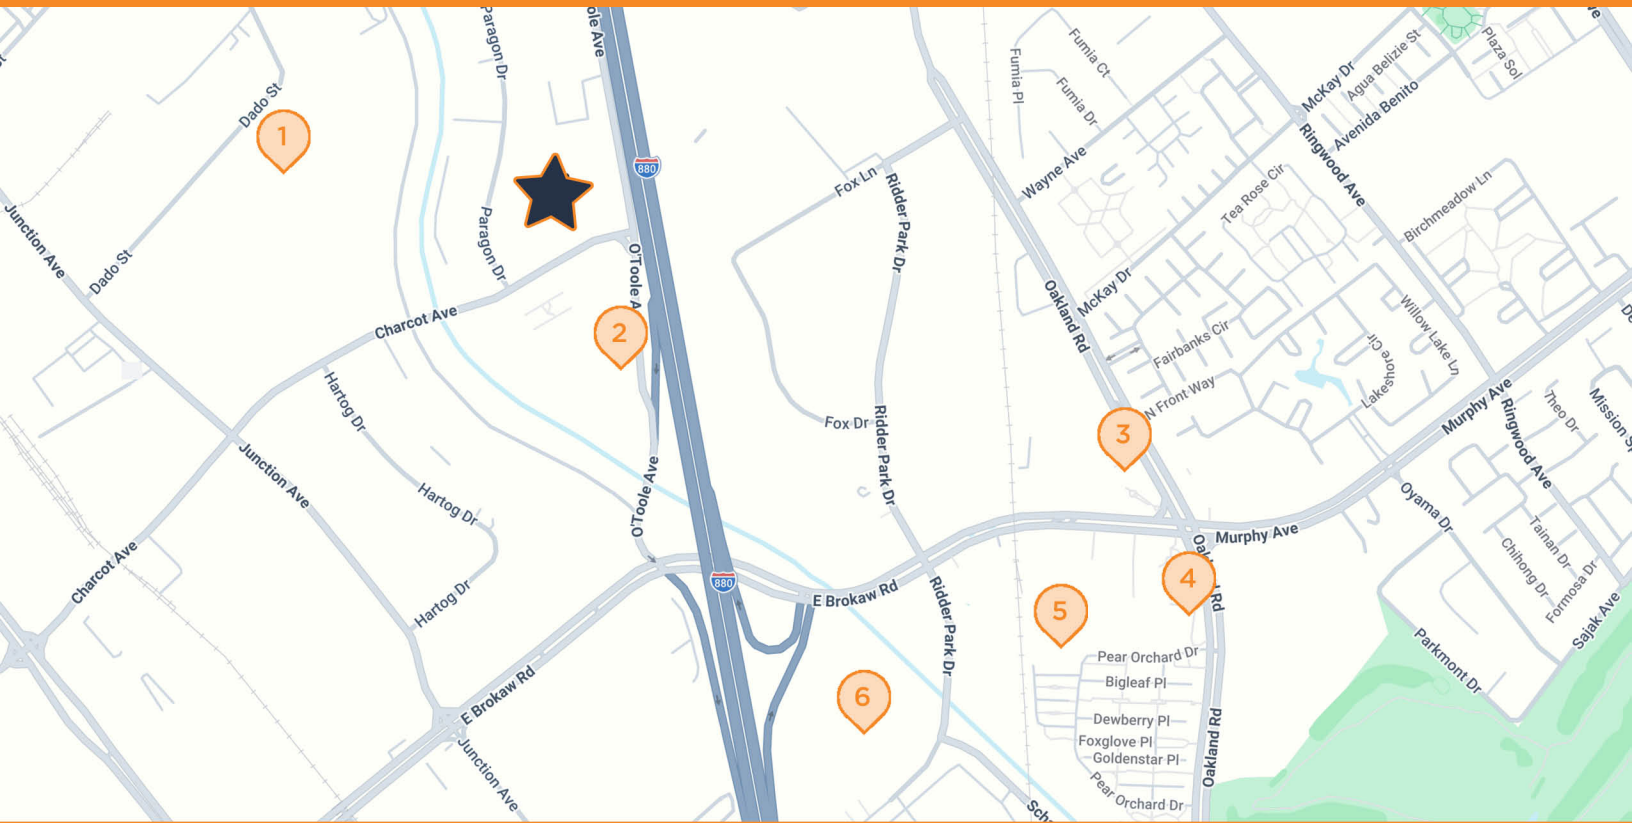 Paragon Dr
Fumia Ct
Fumia Pl
Fumia Dr
McKay Dr
Agua Belizie St
Plaza Sol
Avenida Benito
Dado St
1
880
Wayne Ave
Ringwood Ave
Fox Ln
Ridder Park Dr
Tea Rose Cir
Birchmeadow Ln
Junction Ave
Paragon Dr
Dado St
O'Toole A
McKay Dr
Oakland Rd
Charcot Ave
2
Fairbanks Cir
Willow Lake Ln
Lakeshore Cir
N Front Way
Hartog Dr
Fox Dr
Ridder Park Dr
3
Murphy Ave
Theo Dr
Ringwood Ave
Junction Ave
Hartog Dr
O'Toole Ave
Oyama Dr
Murphy Ave
Tainan Dr
Chihong Dr
Formosa Dr
Sajak Ave
Charcot Ave
880
4
Hartog Dr
E Brokaw Rd
5
Ridder Park Dr
Pear Orchard Dr
Parkmont Dr
Bigleaf Pl
6
E Brokaw Rd
Dewberry Pl
Foxglove Pl
Goldenstar Pl
Oakland Rd
Junction Ave
Pear Orchard Dr